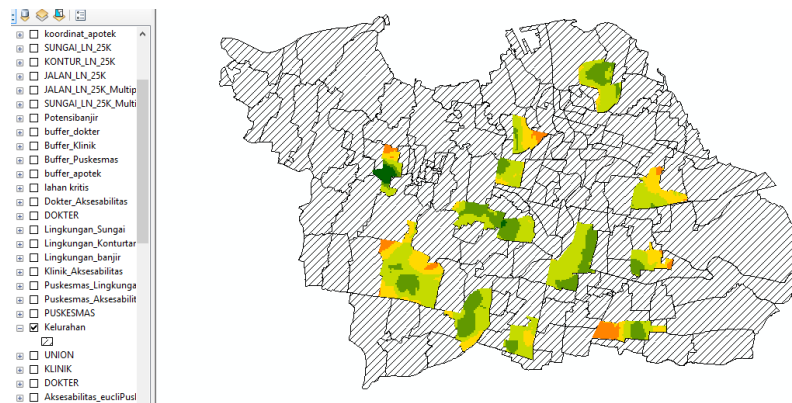 koordinat_apotek
SUNGAI_LN_25K
KONTUR_LN_25K
JALAN_LN_25K
JALAN_LN_25K_Multip
SUNGAI_LN_25K_Multi
Potensibanjir
buffer_dokter
Buffer_Klinik
Buffer_Puskesmas
buffer_apotek
lahan kritis
Dokter_Aksesabilitas
DOKTER
Lingkungan_Sungai
Lingkungan_Konturtan
Lingkungan_banjir
Klinik_Aksesabilitas
Puskesmas_Lingkunga
Puskesmas_Aksesabilit
PUSKESMAS
Kelurahan
UNION
KLINIK
DOKTER
Aksesabilitas_eucliPusl